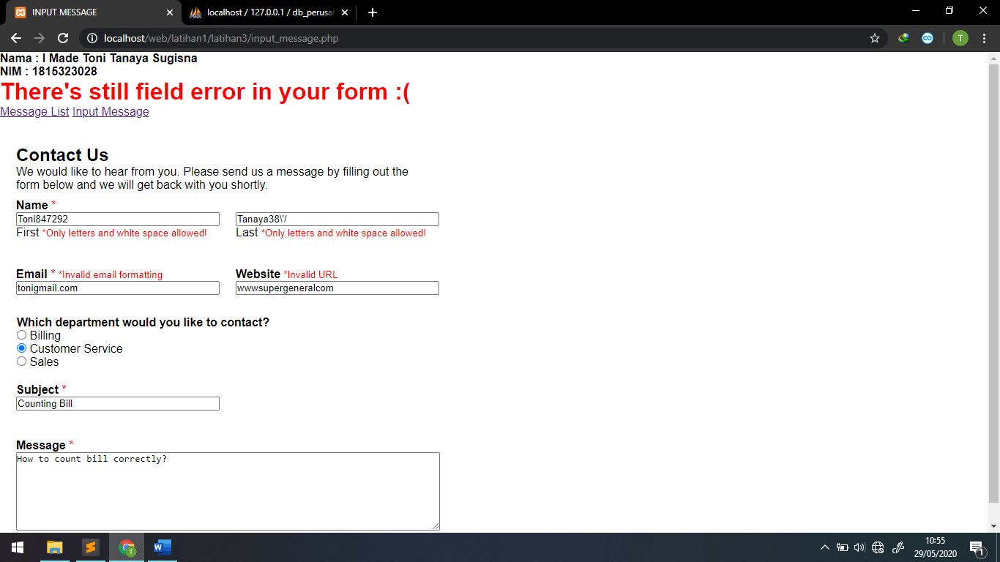 INPUT MESSAGE
localhost / 127.0.0.1 / db_perusa
localhost/web/latihan1/latihan3/input_message.php
T
Nama : I Made Toni Tanaya Sugisna
NIM : 1815323028
There's still field error in your form :(
Message List Input Message
Contact Us
We would like to hear from you. Please send us a message by filling out the
form below and we will get back with you shortly.
Name *
Toni847292 Tanaya38\'/
First *Only letters and white space allowed! Last *Only letters and white space allowed!
Email * *Invalid email formatting Website *Invalid URL
tonigmail.com wwwsupergeneralcom
Which department would you like to contact?
Billing
Customer Service
Sales
Subject *
Counting Bill
Message *
How to count bill correctly?
10:55
29/05/2020
1